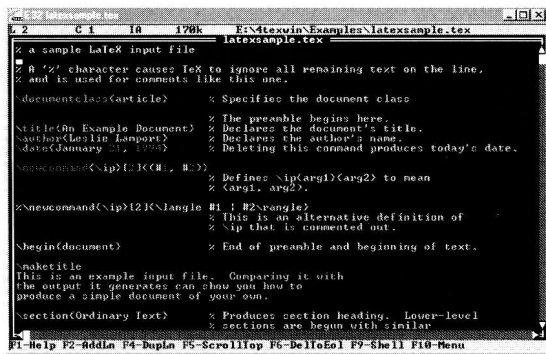 E32 latexsample.tex
L 2 C 1 IA 170k E:\4texwin\Examples\latexsample.tex
latexsample.tex
% a sample LaTeX input file
% A '%' character causes TeX to ignore all remaining text on the line,
% and is used for comments like this one.
\documentclass{article} % Specifies the document class
% The preamble begins here.
\title{An Example Document} % Declares the document's title.
\author{Leslie Lamport} % Declares the author's name.
\date{January 21, 1994} % Deleting this command produces today's date.
\newcommand{\ip}[2]{(#1, #2)}
% Defines \ip{arg1}{arg2} to mean
% (arg1, arg2).
%\newcommand{\ip}[2]{\langle #1 | #2\rangle}
% This is an alternative definition of
% \ip that is commented out.
\begin{document} % End of preamble and beginning of text.
\maketitle
This is an example input file. Comparing it with
the output it generates can show you how to
produce a simple document of your own.
\section{Ordinary Text} % Produces section heading. Lower-level
% sections are begun with similar
F1-Help F2-AddLn F4-DupLn F5-ScrollTop F6-DelToEol F9-Shell F10-Menu